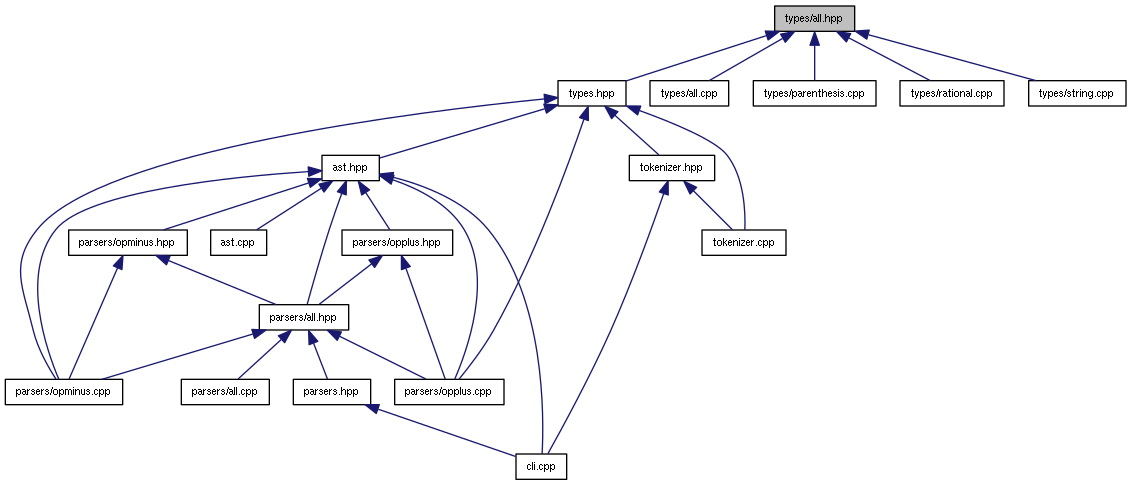 types/all.hpp
types.hpp
types/all.cpp
types/parenthesis.cpp
types/rational.cpp
types/string.cpp
ast.hpp
tokenizer.hpp
parsers/opminus.hpp
ast.cpp
parsers/opplus.hpp
tokenizer.cpp
parsers/all.hpp
parsers/opminus.cpp
parsers/all.cpp
parsers.hpp
parsers/opplus.cpp
cli.cpp